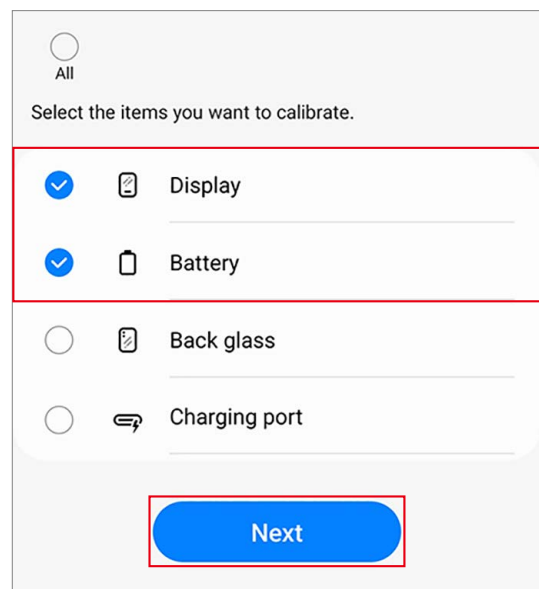 All
Select the items you want to calibrate.
Display
Battery
Back glass
Charging port
Next